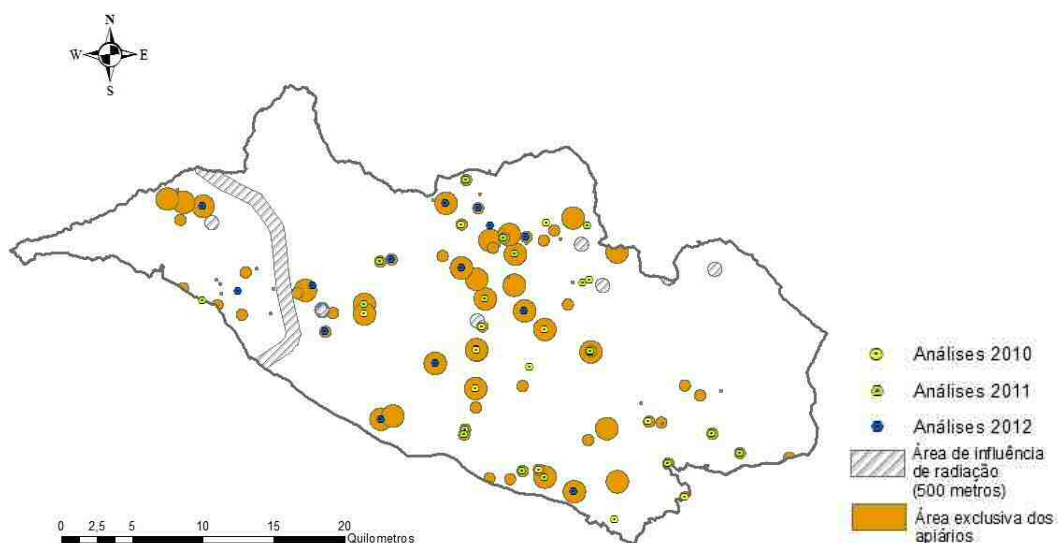 N
W E
S
Análises 2010
Análises 2011
Análises 2012
Área de influência
de radiação
(500 metros)
Área exclusiva dos
apiários
0 2,5 5 10 15 20
Quilometros